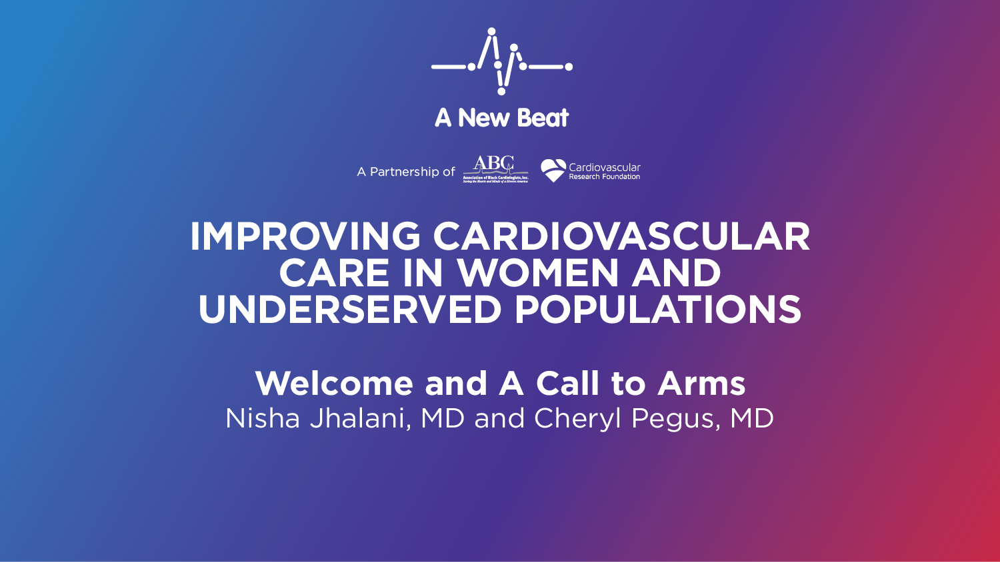 A New Beat
A Partnership of
ABC
Association of Black Cardiologists, Inc.
Saving the Hearts and Minds of a Diverse America
Cardiovascular
Research Foundation
IMPROVING CARDIOVASCULAR
CARE IN WOMEN AND
UNDERSERVED POPULATIONS
Welcome and A Call to Arms
Nisha Jhalani, MD and Cheryl Pegus, MD